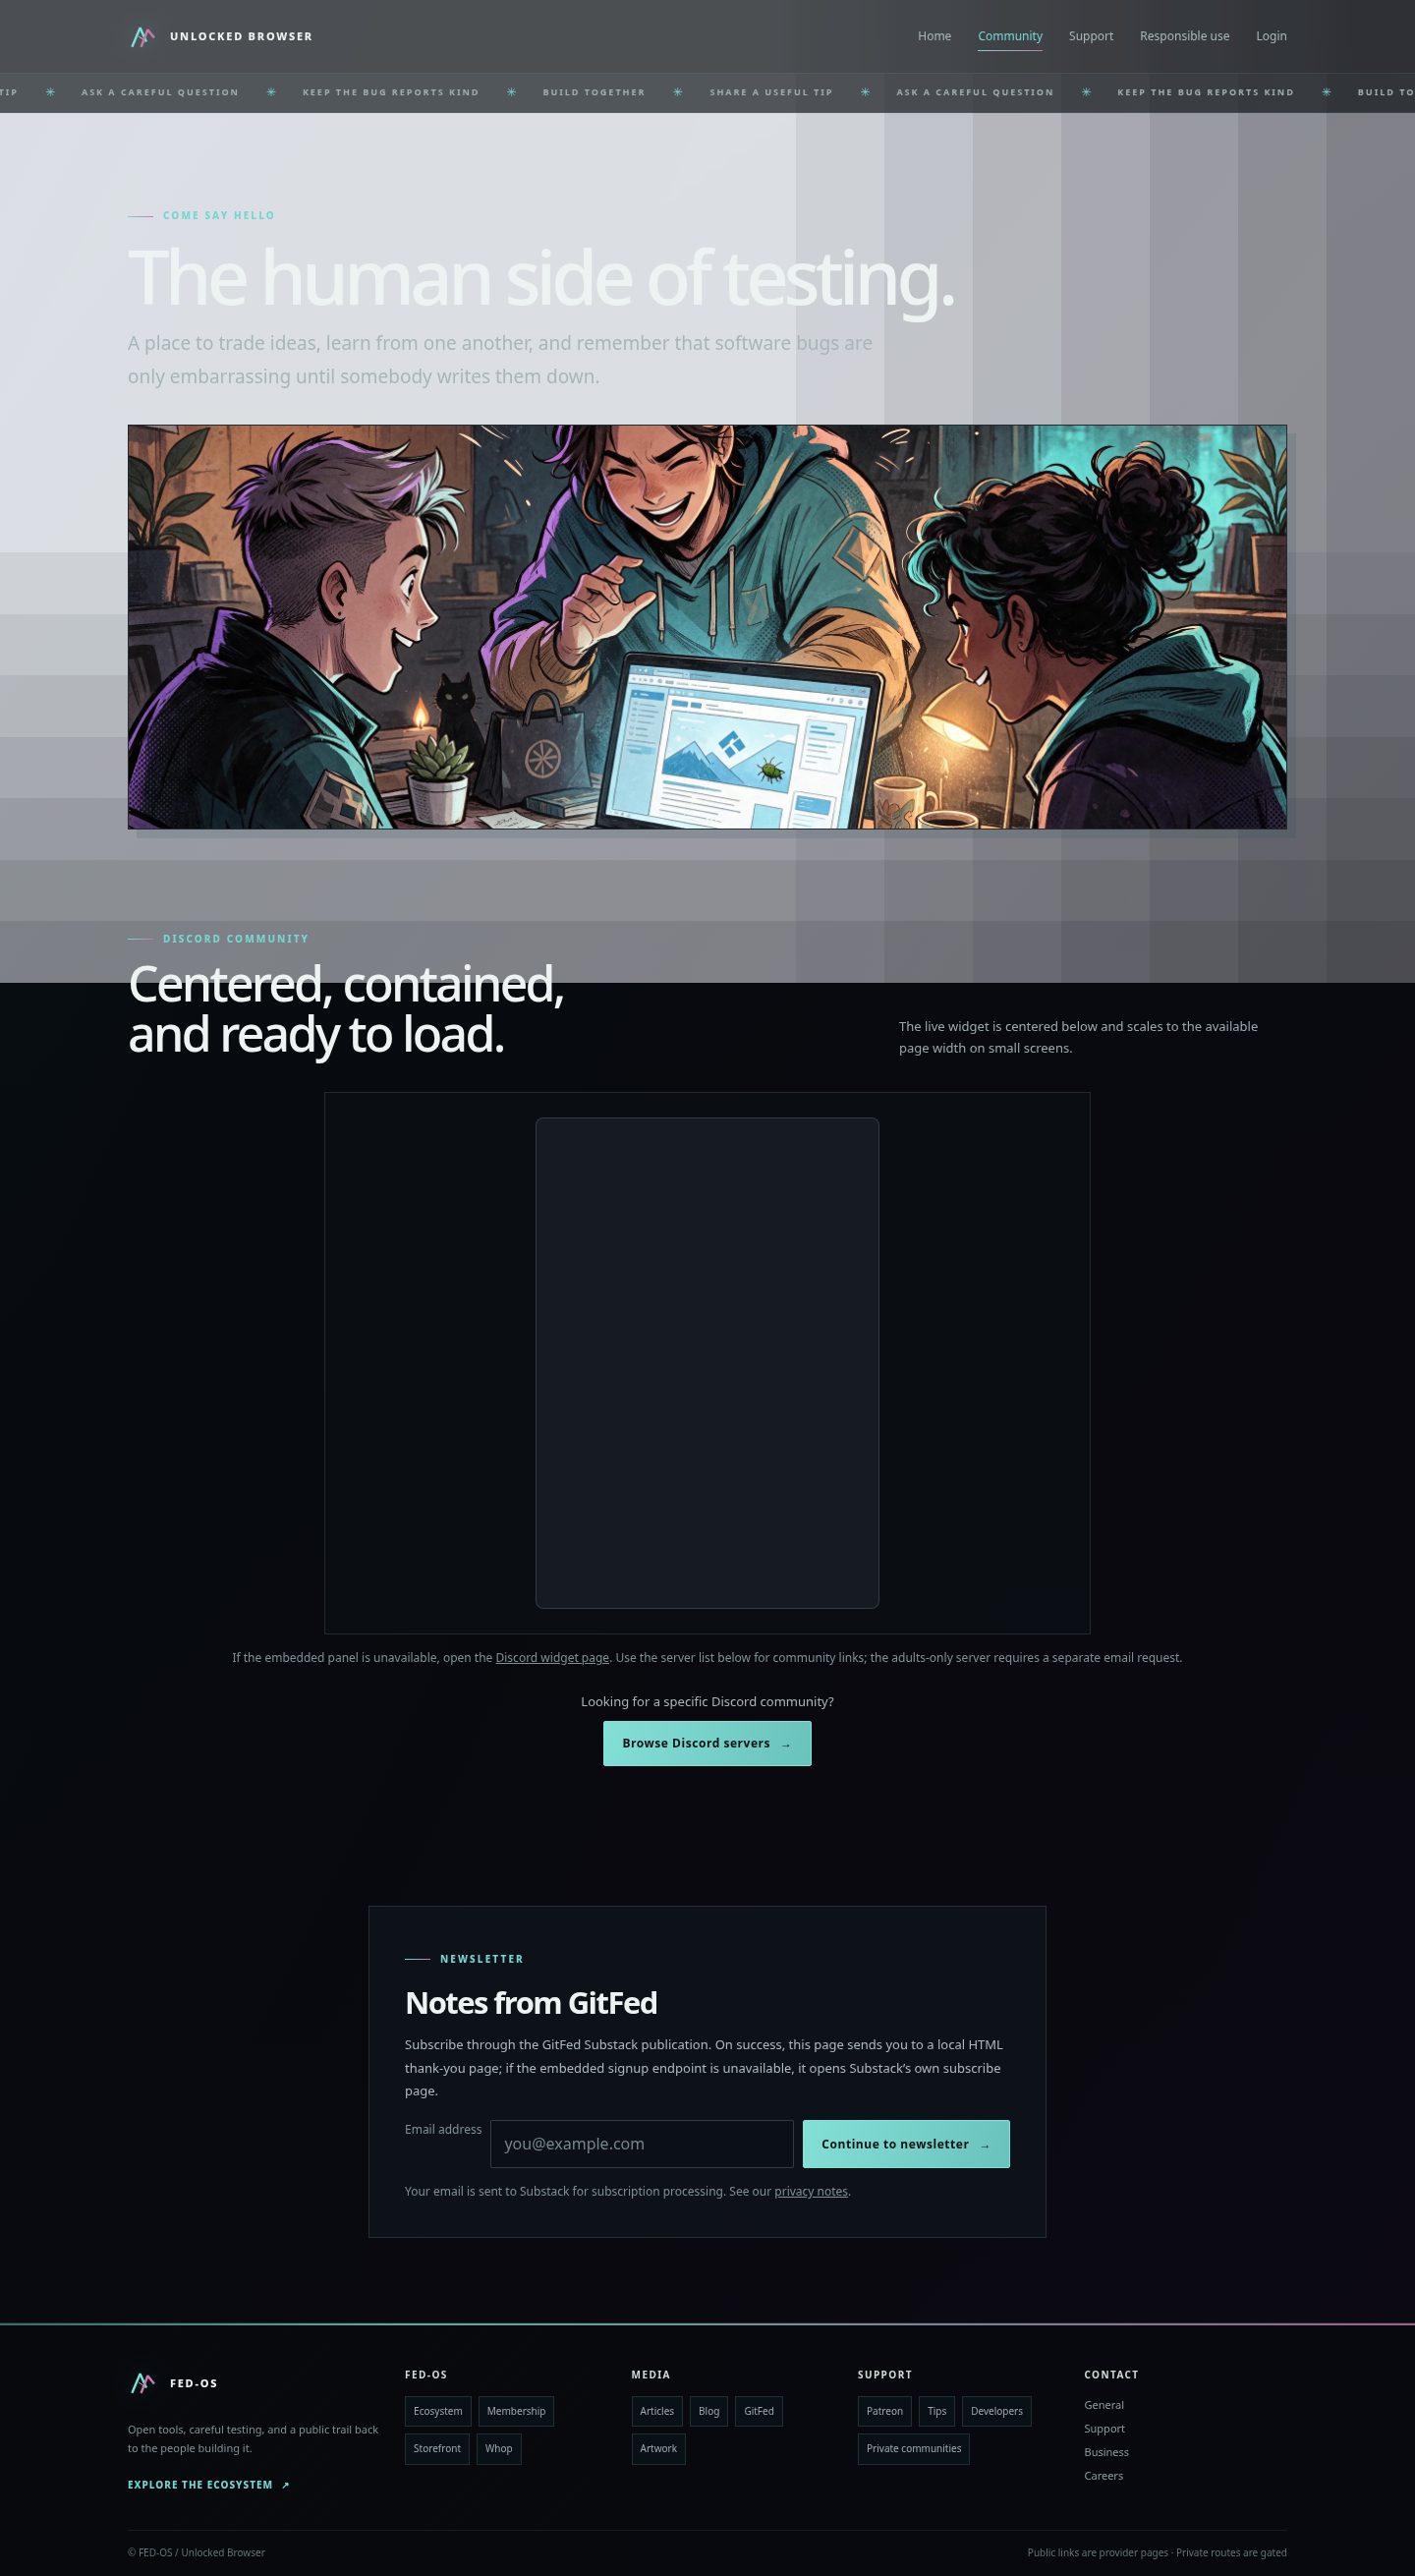 UNLOCKED BROWSER
Home Community Support Responsible use Login
TIP ✳ ASK A CAREFUL QUESTION ✳ KEEP THE BUG REPORTS KIND ✳ BUILD TOGETHER ✳ SHARE A USEFUL TIP ✳ ASK A CAREFUL QUESTION ✳ KEEP THE BUG REPORTS KIND ✳ BUILD TO
COME SAY HELLO
The human side of testing.
A place to trade ideas, learn from one another, and remember that software bugs are
only embarrassing until somebody writes them down.
DISCORD COMMUNITY
Centered, contained,
and ready to load.
The live widget is centered below and scales to the available
page width on small screens.
If the embedded panel is unavailable, open the Discord widget page. Use the server list below for community links; the adults-only server requires a separate email request.
Looking for a specific Discord community?
Browse Discord servers →
NEWSLETTER
Notes from GitFed
Subscribe through the GitFed Substack publication. On success, this page sends you to a local HTML
thank-you page; if the embedded signup endpoint is unavailable, it opens Substack’s own subscribe
page.
Email address
you@example.com
Continue to newsletter →
Your email is sent to Substack for subscription processing. See our privacy notes.
FED-OS
Open tools, careful testing, and a public trail back
to the people building it.
EXPLORE THE ECOSYSTEM ↗
FED-OS
Ecosystem Membership
Storefront Whop
MEDIA
Articles Blog GitFed
Artwork
SUPPORT
Patreon Tips Developers
Private communities
CONTACT
General
Support
Business
Careers
© FED-OS / Unlocked Browser
Public links are provider pages · Private routes are gated